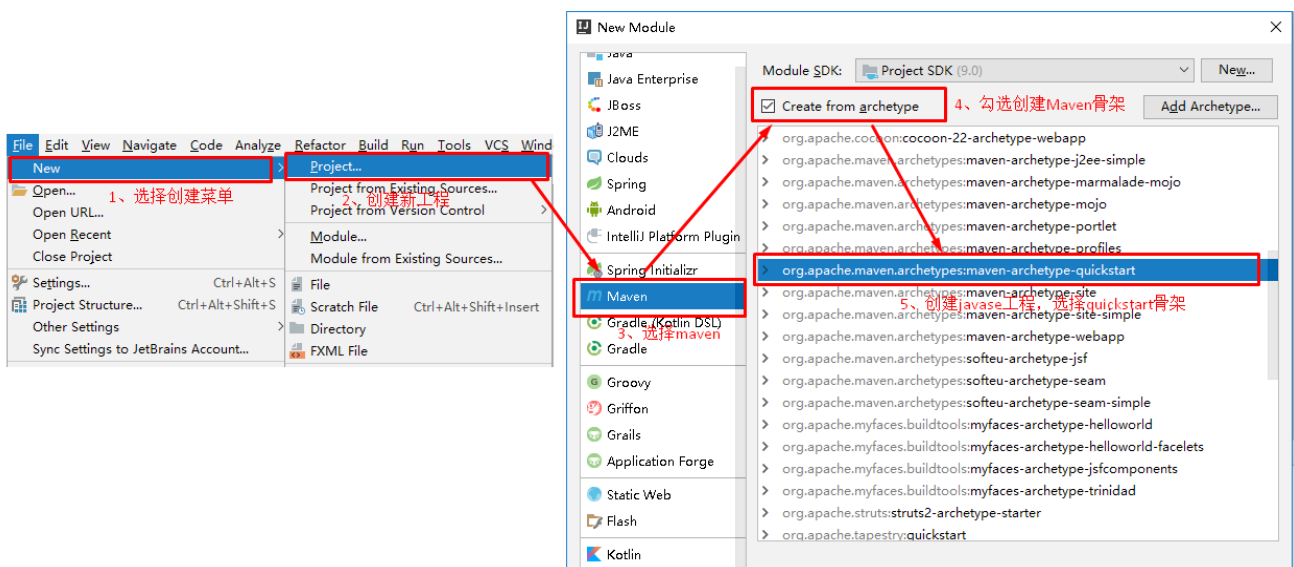 File Edit View Navigate Code Analyze Refactor Build Run Tools VCS Wind
New
Open...
1、选择创建菜单
Open URL...
Open Recent
Close Project
Settings... Ctrl+Alt+S
Project Structure... Ctrl+Alt+Shift+S
Other Settings
Sync Settings to JetBrains Account...
Project...
Project from Existing Sources...
2、创建新工程
Project from Version Control
Module...
Module from Existing Sources...
File
Scratch File Ctrl+Alt+Shift+Insert
Directory
FXML File
New Module
Java
Java Enterprise
JBoss
J2ME
Clouds
Spring
Android
IntelliJ Platform Plugin
Spring Initializr
Maven
Gradle (Kotlin DSL)
3、选择maven
Gradle
Groovy
Griffon
Grails
Application Forge
Static Web
Flash
Kotlin
Module SDK: Project SDK (9.0) New...
Create from archetype 4、勾选创建Maven骨架 Add Archetype...
org.apache.cocoon:cocoon-22-archetype-webapp
org.apache.maven.archetypes:maven-archetype-j2ee-simple
org.apache.maven.archetypes:maven-archetype-marmalade-mojo
org.apache.maven.archetypes:maven-archetype-mojo
org.apache.maven.archetypes:maven-archetype-portlet
org.apache.maven.archetypes:maven-archetype-profiles
org.apache.maven.archetypes:maven-archetype-quickstart
org.apache.maven.archetypes:maven-archetype-site
5、创建javase工程，选择quickstart骨架
org.apache.maven.archetypes:maven-archetype-site-simple
org.apache.maven.archetypes:maven-archetype-webapp
org.apache.maven.archetypes:softeu-archetype-jsf
org.apache.maven.archetypes:softeu-archetype-seam
org.apache.maven.archetypes:softeu-archetype-seam-simple
org.apache.myfaces.buildtools:myfaces-archetype-helloworld
org.apache.myfaces.buildtools:myfaces-archetype-helloworld-facelets
org.apache.myfaces.buildtools:myfaces-archetype-jsfcomponents
org.apache.myfaces.buildtools:myfaces-archetype-trinidad
org.apache.struts:struts2-archetype-starter
org.apache.tapestry:quickstart